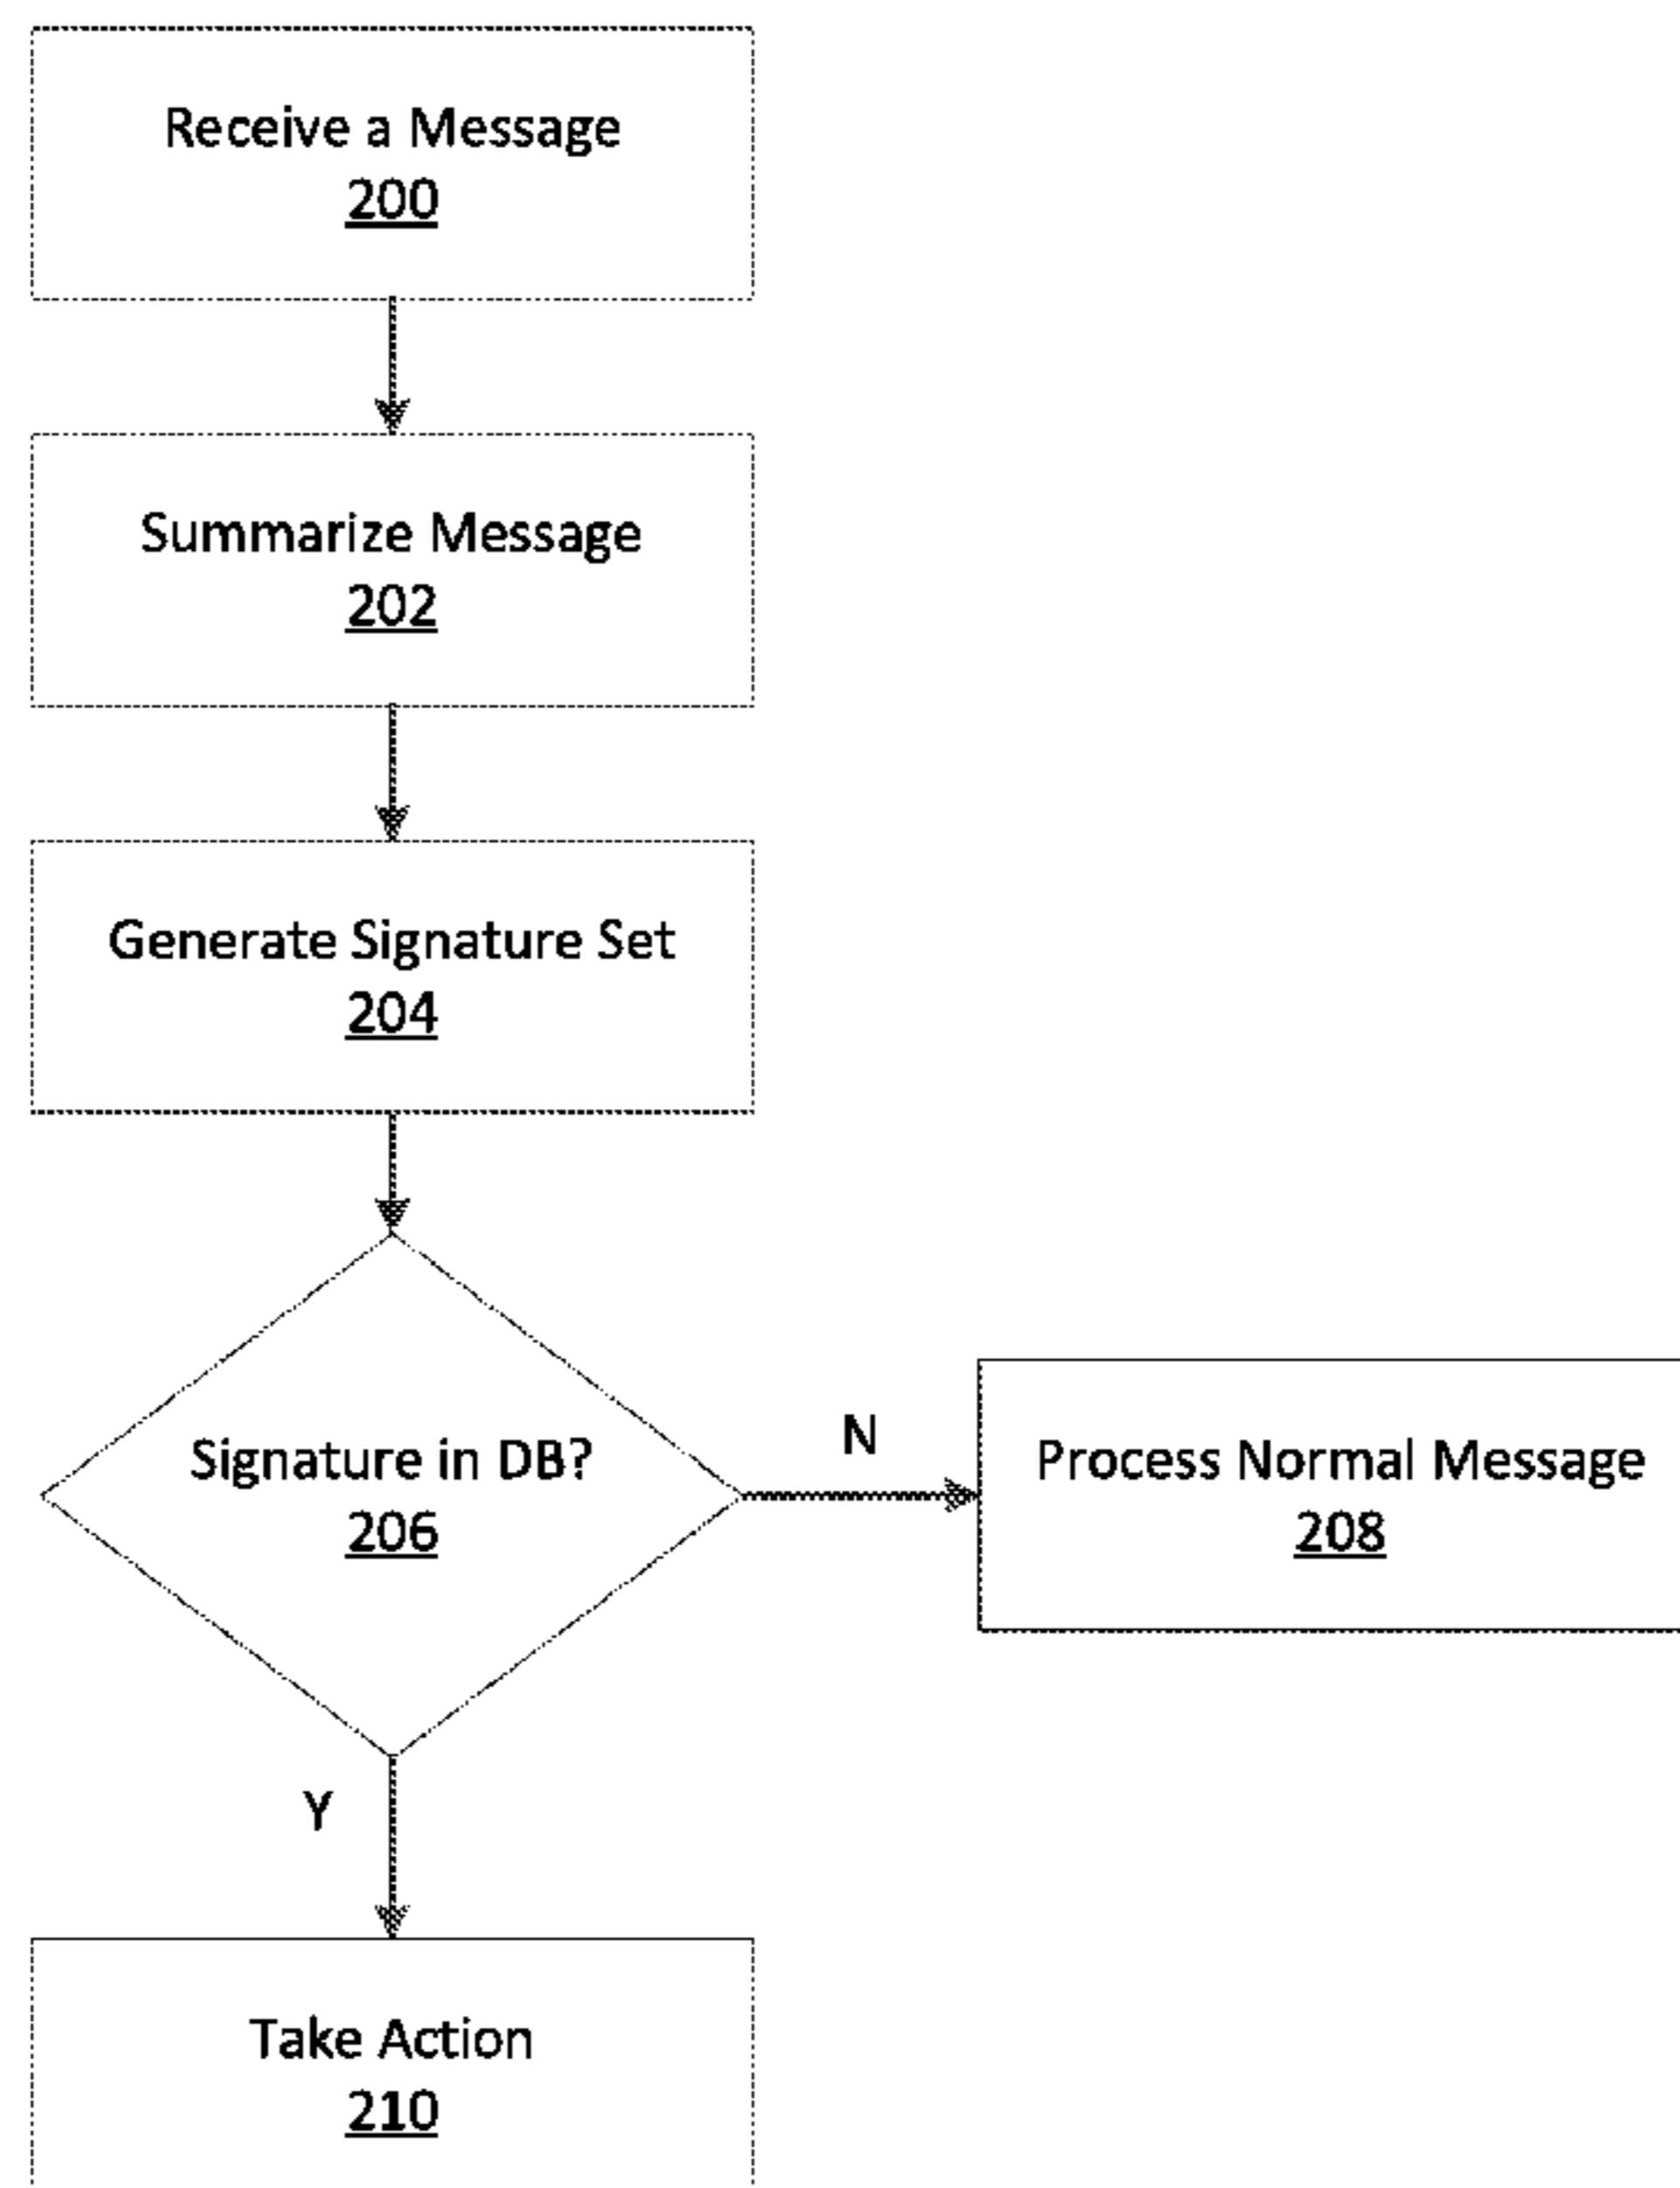 Receive a Message
200
Summarize Message
202
Generate Signature Set
204
Signature in DB?
206
N
Process Normal Message
208
Y
Take Action
210